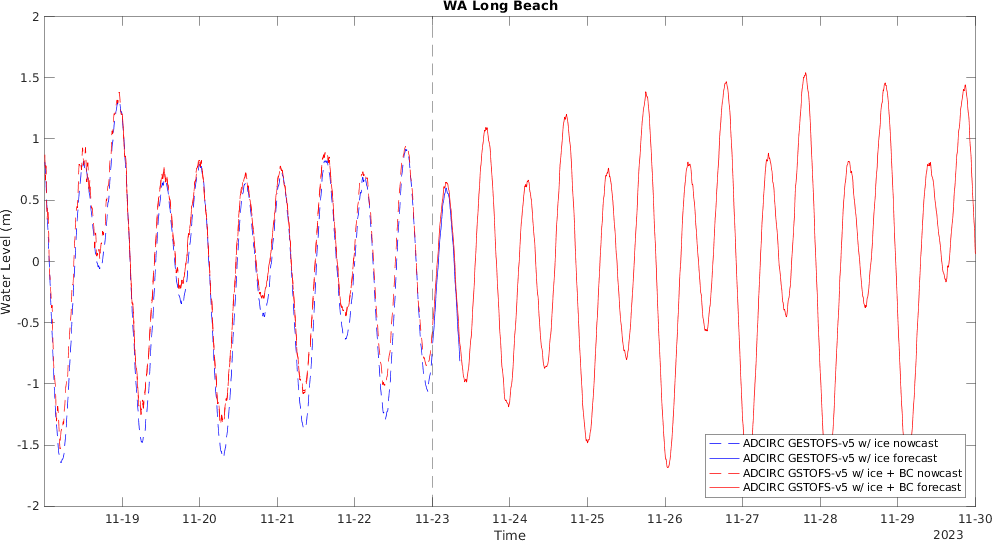 WA Long Beach
2
1.5
1
0.5
0
-0.5
-1
-1.5
-2
Water Level (m)
11-19 11-20 11-21 11-22 11-23 11-24 11-25 11-26 11-27 11-28 11-29 11-30
Time
2023
ADCIRC GESTOFS-v5 w/ ice nowcast
ADCIRC GESTOFS-v5 w/ ice forecast
ADCIRC GSTOFS-v5 w/ ice + BC nowcast
ADCIRC GSTOFS-v5 w/ ice + BC forecast